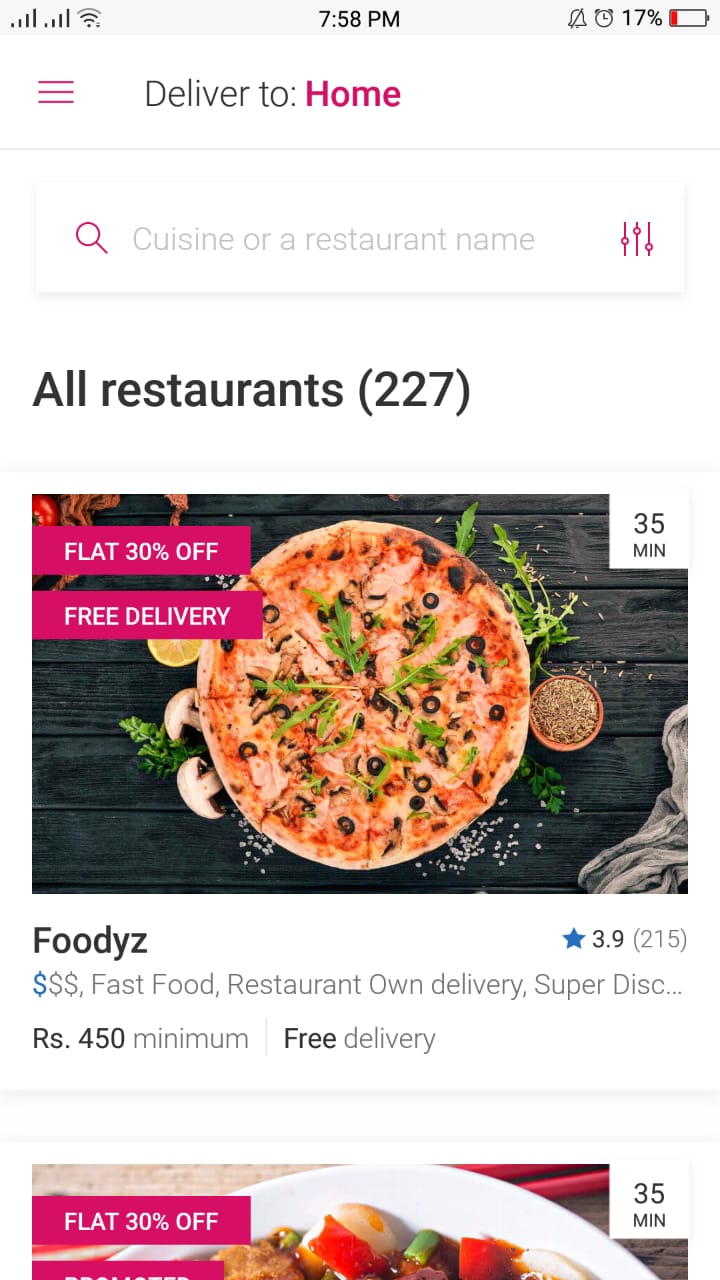 7:58 PM 17%
Deliver to: Home
Cuisine or a restaurant name
All restaurants (227)
FLAT 30% OFF
35
MIN
FREE DELIVERY
Foodyz 3.9 (215)
$$$, Fast Food, Restaurant Own delivery, Super Disc...
Rs. 450 minimum Free delivery
FLAT 30% OFF
35
MIN
PROMOTED